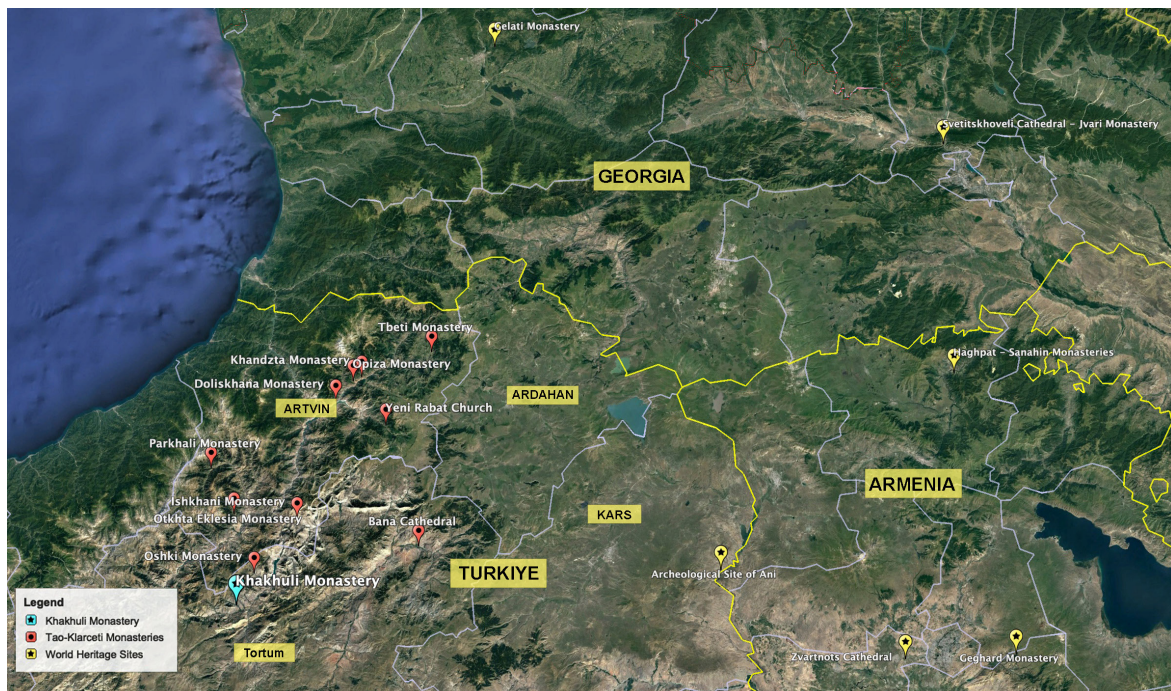 Gelati Monastery
Svetitskhoveli Cathedral – Jvari Monastery
GEORGIA
Tbeti Monastery
Khandzta Monastery
Opiza Monastery
Haghpat – Sanahin Monasteries
Doliskhana Monastery
ARDAHAN
ARTVIN
Yeni Rabat Church
Parkhali Monastery
ARMENIA
Ishkhani Monastery
Otkhta Eklesia Monastery
KARS
Bana Cathedral
Oshki Monastery
TURKIYE
Archeological Site of Ani
Khakhuli Monastery
Legend
Khakhuli Monastery
Tao-Klarceti Monasteries
World Heritage Sites
Tortum
Zvartnots Cathedral
Geghard Monastery